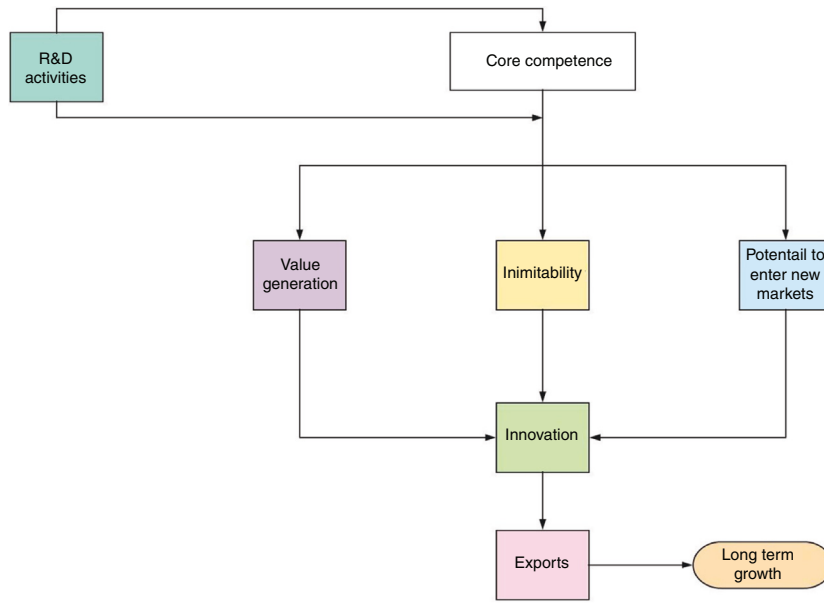 R&D
activities
Core competence
Value
generation
Inimitability
Potentail to
enter new
markets
Innovation
Exports
Long term
growth